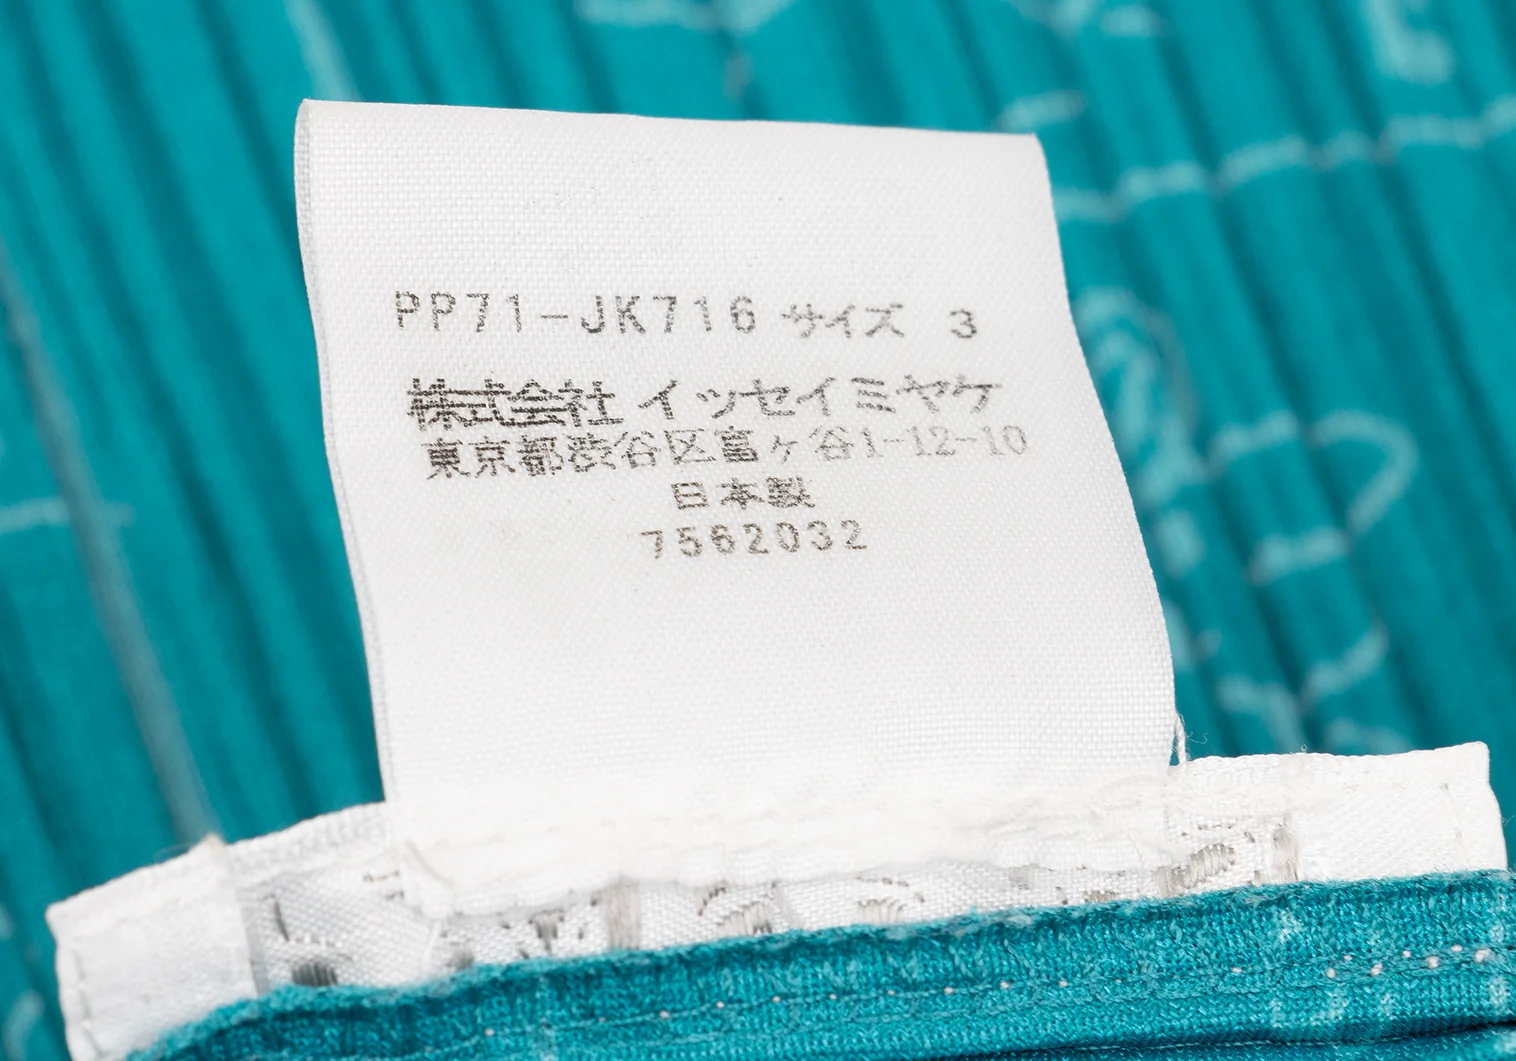 PP71-JK716 サイズ 3
株式会社 イッセイミヤケ
東京都渋谷区富ヶ谷1-12-10
日本製
7562032